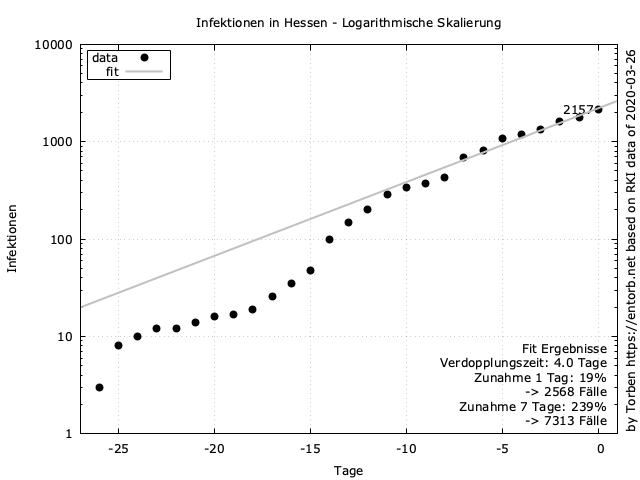 Infektionen in Hessen - Logarithmische Skalierung
10000
1000
100
10
1
data
fit
2157
Infektionen
Fit Ergebnisse
Verdopplungszeit: 4.0 Tage
Zunahme 1 Tag: 19%
-> 2568 Fälle
Zunahme 7 Tage: 239%
-> 7313 Fälle
-25 -20 -15 -10 -5 0
Tage
by Torben https://entorb.net based on RKI data of 2020-03-26